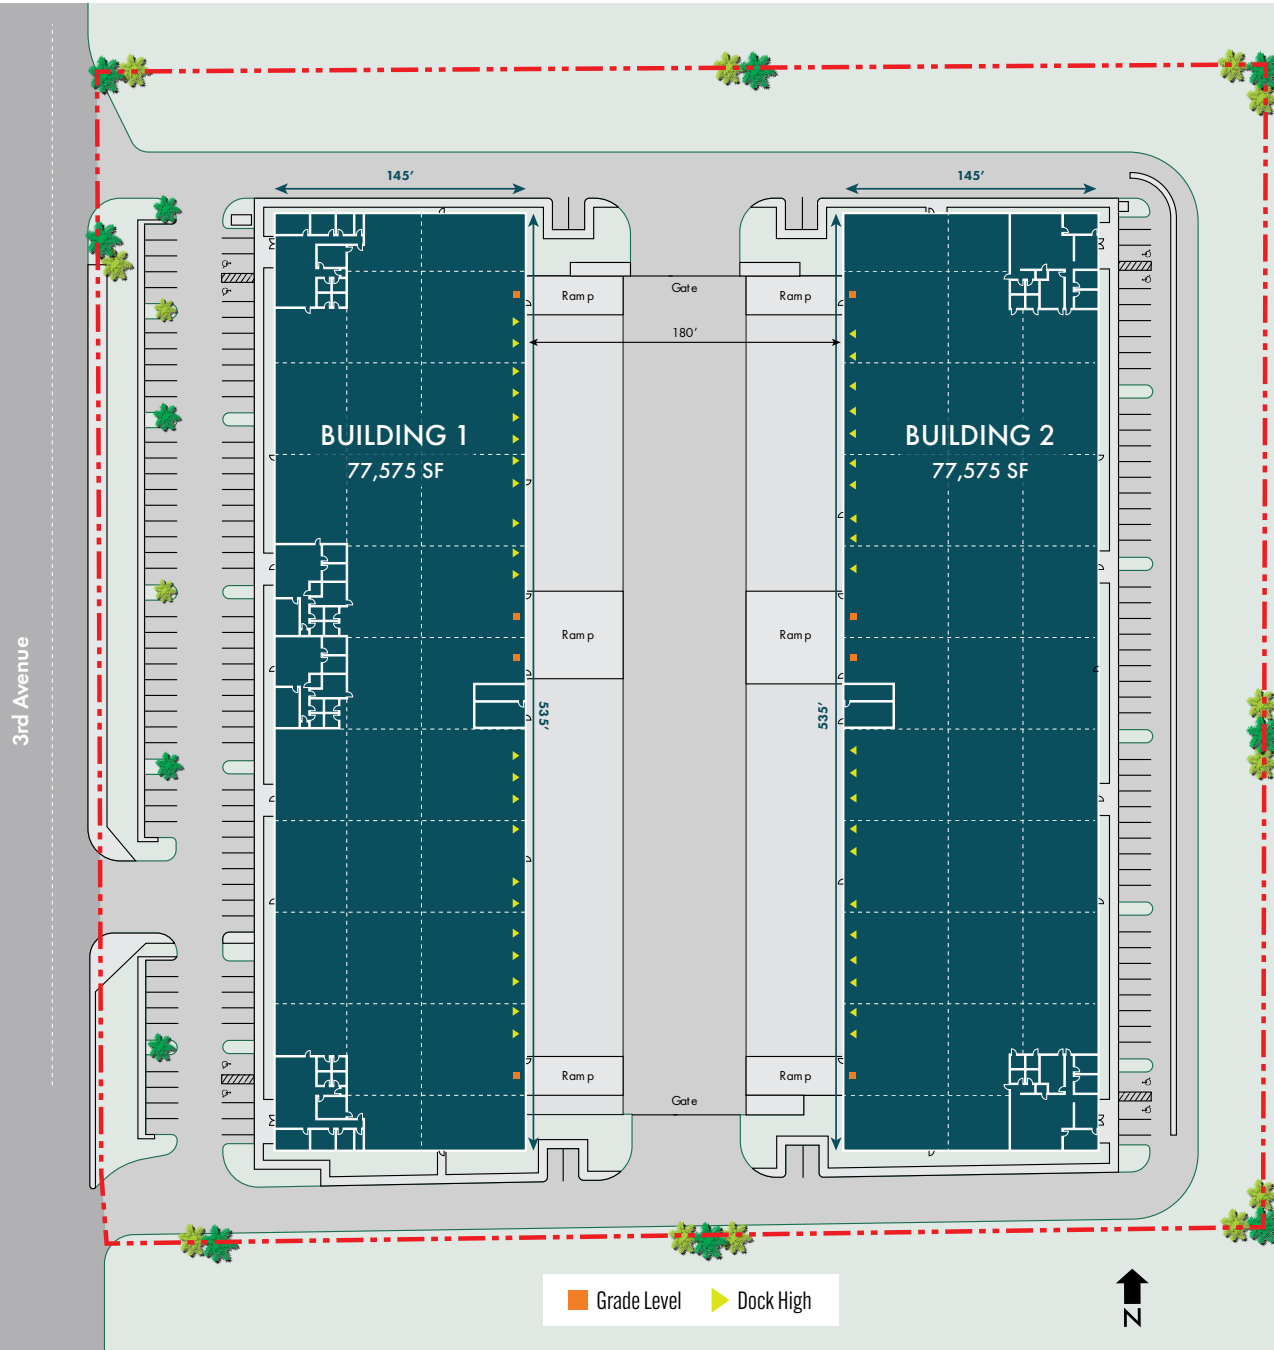 145’
145’
Ramp
Gate
Ramp
180’
BUILDING 1
77,575 SF
BUILDING 2
77,575 SF
3rd Avenue
Ramp
Ramp
535’
535’
Ramp
Ramp
Gate
Grade Level
Dock High
N